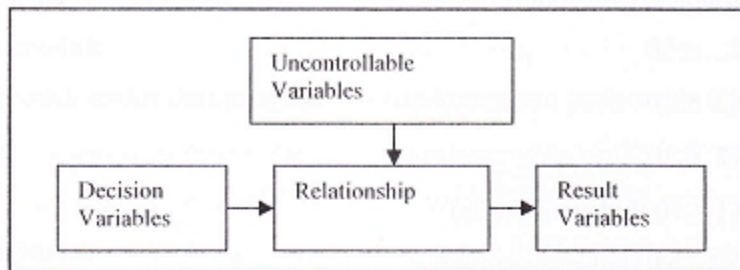 Uncontrollable
Variables
Decision
Variables
Relationship
Result
Variables